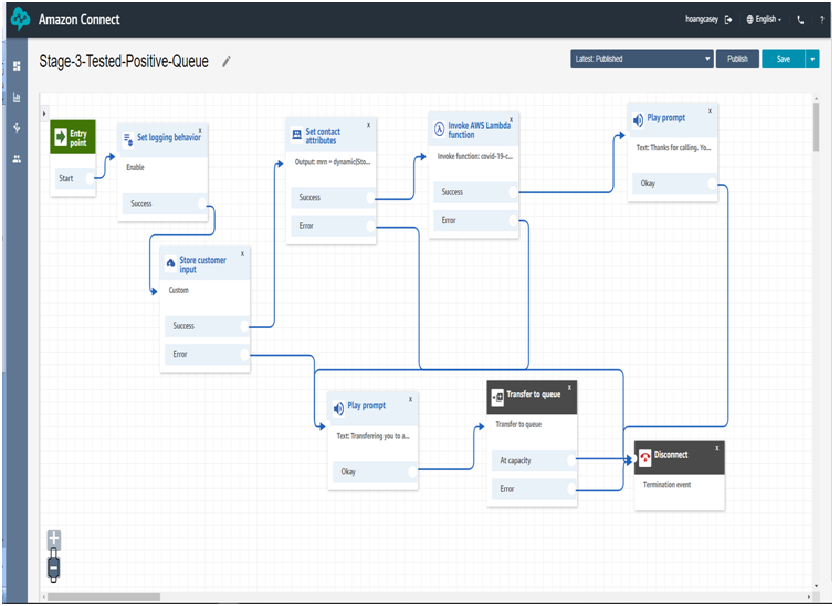 Amazon Connect
hoangcasey
English
?
Stage-3-Tested-Positive-Queue
Latest: Published
Publish
Save
Entry
point
Start
Set logging behavior
x
Enable
Success
Store customer
input
x
Custom
Success
Error
Set contact
attributes
x
Output: mrn = dynamic(Sto...
Success
Error
Invoke AWS Lambda
function
x
Invoke function: covid-19-c...
Success
Error
Play prompt
x
Text: Thanks for calling. Yo...
Okay
Play prompt
x
Text: Transferring you to a...
Okay
Transfer to queue
x
Transfer to queue
At capacity
Error
Disconnect
x
Termination event